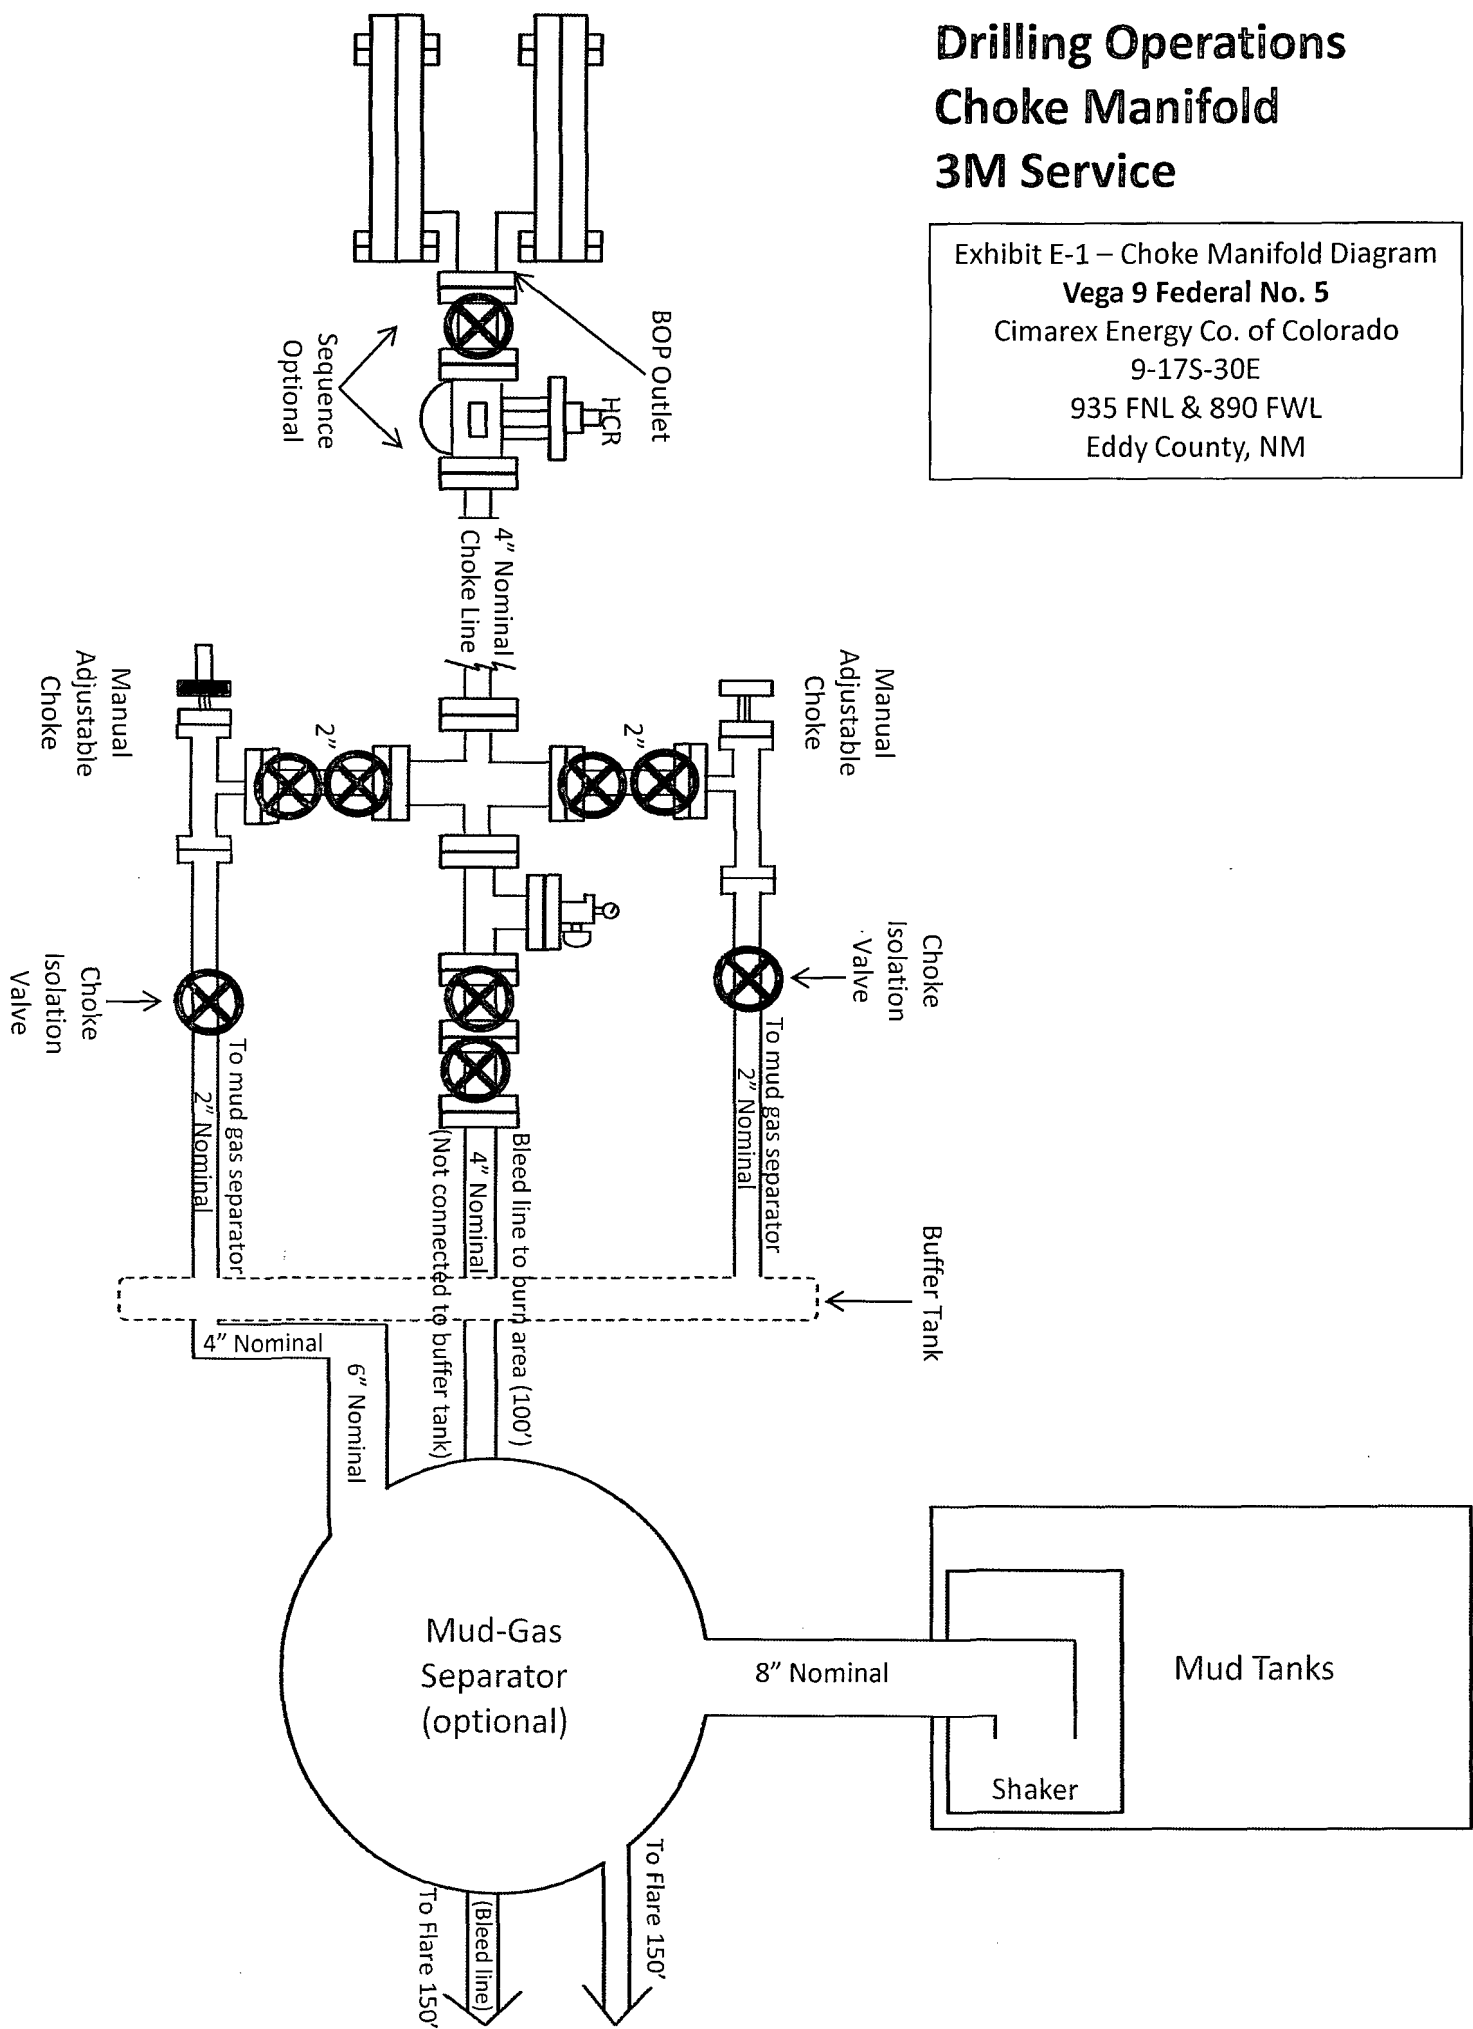 Drilling Operations
Choke Manifold
3M Service
Exhibit E-1 – Choke Manifold Diagram
Vega 9 Federal No. 5
Cimarex Energy Co. of Colorado
9-17S-30E
935 FNL & 890 FWL
Eddy County, NM
BOP Outlet
HCR
Sequence
Optional
4” Nominal
Choke Line
Manual
Adjustable
Choke
2”
2”
Manual
Adjustable
Choke
Choke
Isolation
Valve
Choke
Isolation
Valve
To mud gas separator
2” Nominal
Bleed line to burn area (100’)
4” Nominal
(Not connected to buffer tank)
To mud gas separator
2” Nominal
Buffer Tank
4” Nominal
6” Nominal
Mud-Gas
Separator
(optional)
8” Nominal
Mud Tanks
Shaker
To Flare 150’
(Bleed line)
To Flare 150’